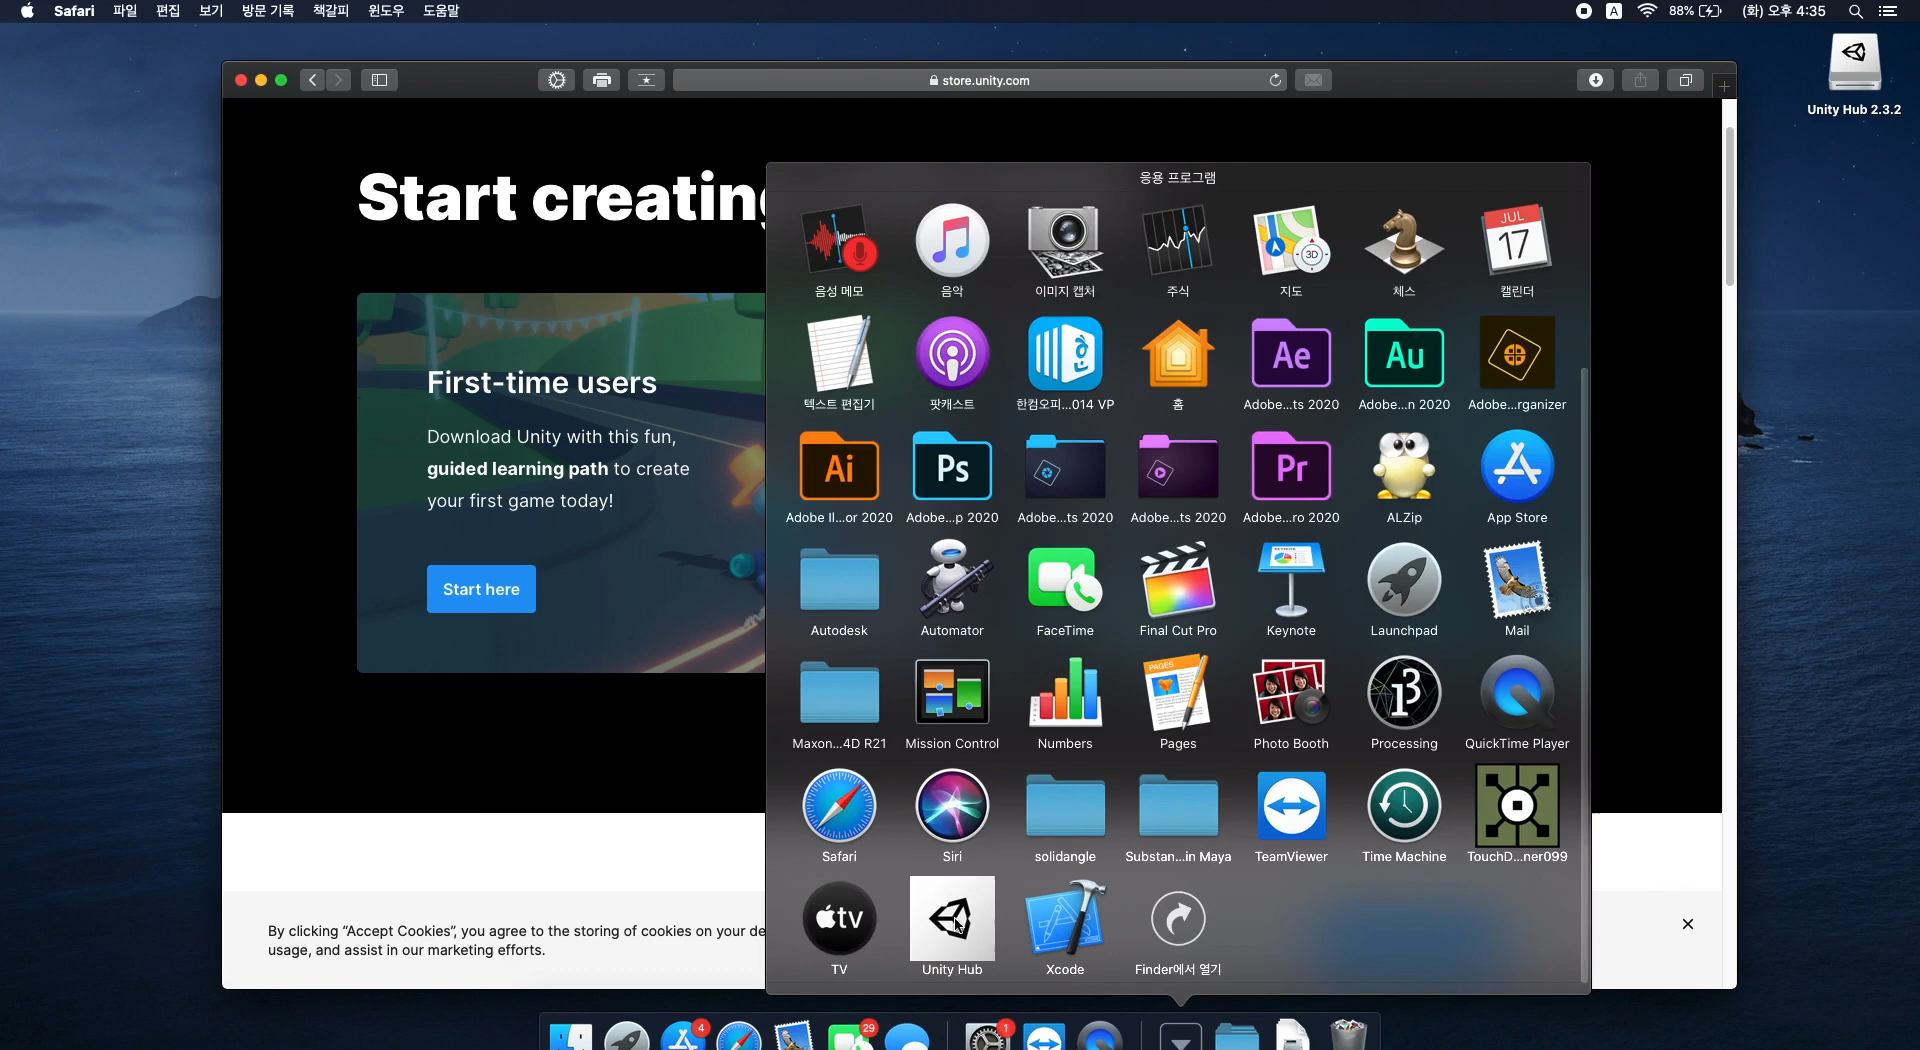 Safari 파일 편집 보기 방문 기록 책갈피 윈도우 도움말
A 88% (화) 오후 4:35
store.unity.com
Unity Hub 2.3.2
Start creating
First-time users
Download Unity with this fun,
guided learning path to create
your first game today!
Start here
By clicking “Accept Cookies”, you agree to the storing of cookies on your de
usage, and assist in our marketing efforts.
응용 프로그램
3D
JUL
17
음성 메모 음악 이미지 캡처 주식 지도 체스 캘린더
Ae Au
텍스트 편집기 팟캐스트 한컴오피...014 VP 홈 Adobe...ts 2020 Adobe...n 2020 Adobe...rganizer
Ai Ps Pr
Adobe Il...or 2020 Adobe...p 2020 Adobe...ts 2020 Adobe...ts 2020 Adobe...ro 2020 ALZip App Store
KEYNOTE
Autodesk Automator FaceTime Final Cut Pro Keynote Launchpad Mail
PAGES
Maxon...4D R21 Mission Control Numbers Pages Photo Booth Processing QuickTime Player
Safari Siri solidangle Substan...in Maya TeamViewer Time Machine TouchD...ner099
tv
TV Unity Hub Xcode Finder에서 열기
4 29 1